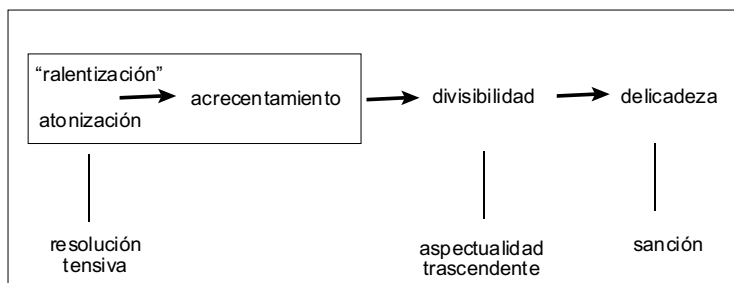 “ralentización”
atonización
acrecentamiento
divisibilidad
delicadeza
resolución
tensiva
aspectualidad
trascendente
sanción